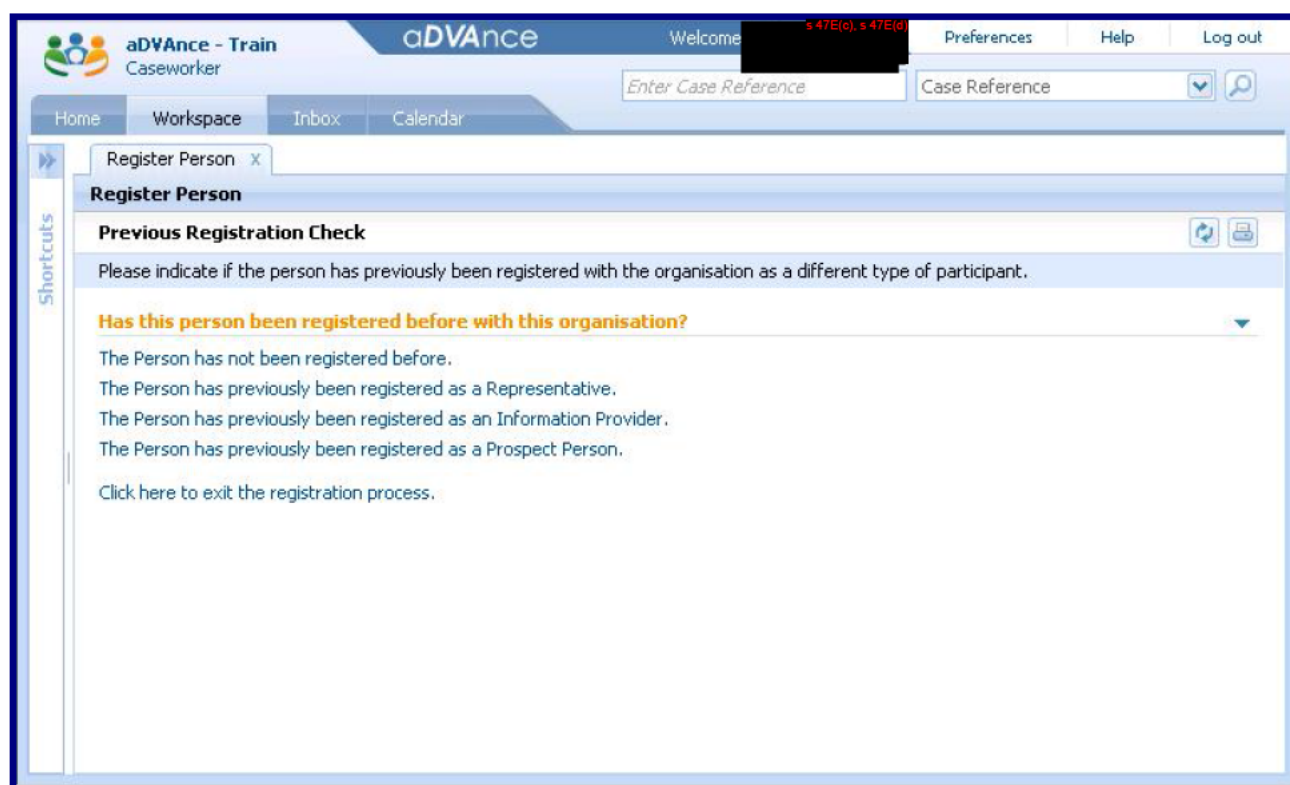 s 47E(c), s 47E(d)
aDVAnce - Train
Caseworker
aDVAnce
Welcome
Preferences
Help
Log out
Enter Case Reference
Case Reference
Home
Workspace
Inbox
Calendar
Register Person X
Register Person
Shortcuts
Previous Registration Check
Please indicate if the person has previously been registered with the organisation as a different type of participant.
Has this person been registered before with this organisation?
The Person has not been registered before.
The Person has previously been registered as a Representative.
The Person has previously been registered as an Information Provider.
The Person has previously been registered as a Prospect Person.
Click here to exit the registration process.